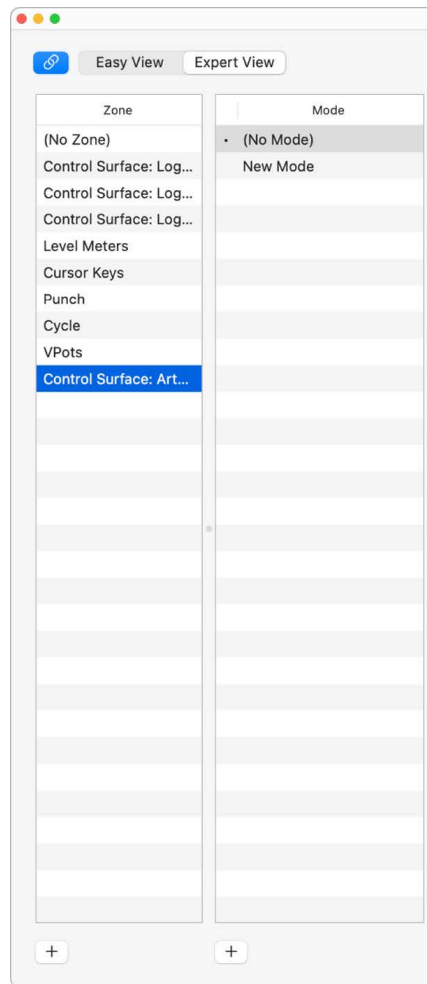 Easy View Expert View
Zone Mode
(No Zone) • (No Mode)
Control Surface: Log... New Mode
Control Surface: Log...
Control Surface: Log...
Level Meters
Cursor Keys
Punch
Cycle
VPots
Control Surface: Art...
+ +